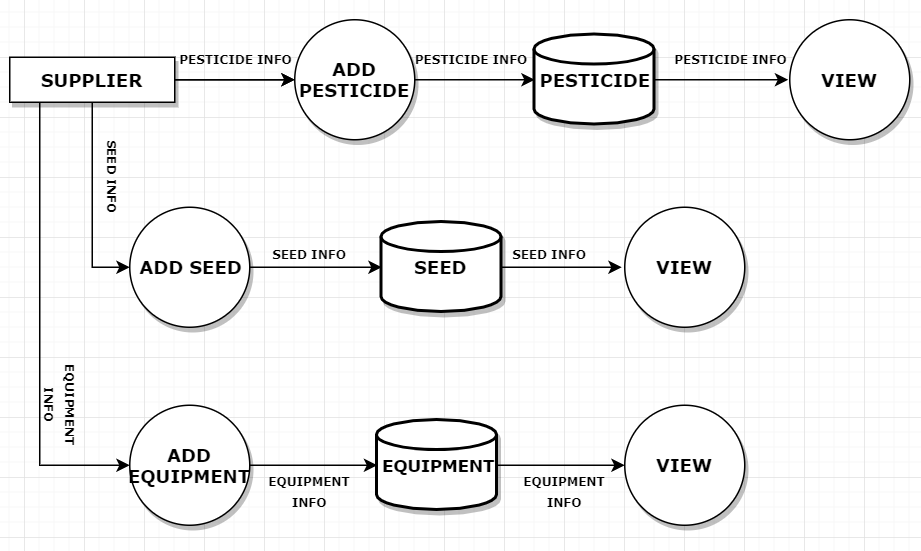 PESTICIDE INFO
PESTICIDE INFO
PESTICIDE INFO
SUPPLIER
ADD
PESTICIDE
PESTICIDE
VIEW
SEED INFO
SEED INFO
SEED INFO
ADD SEED
SEED
VIEW
EQUIPMENT
INFO
ADD
EQUIPMENT
EQUIPMENT
VIEW
EQUIPMENT
INFO
EQUIPMENT
INFO